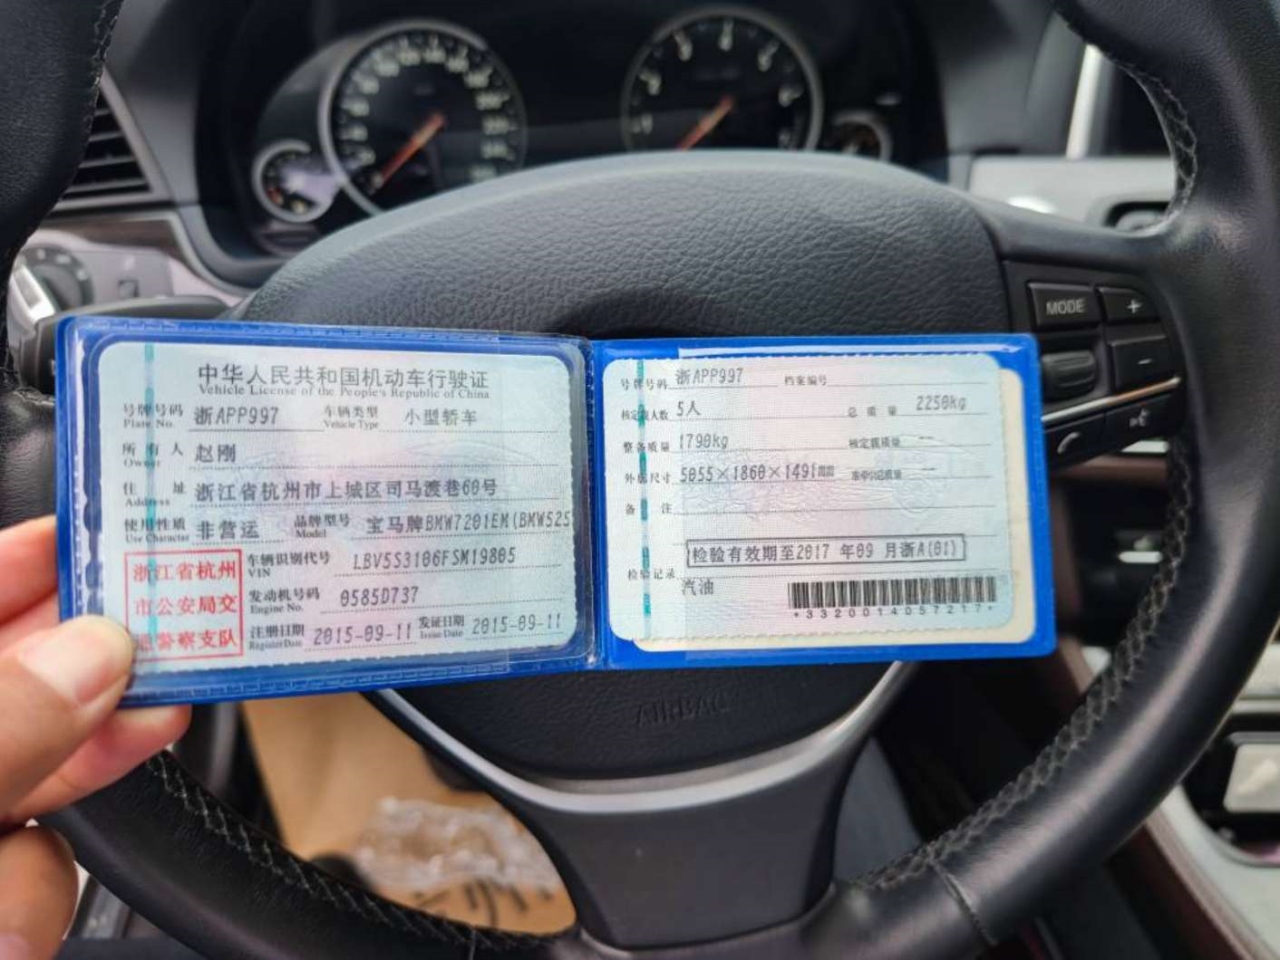 中华人民共和国机动车行驶证
Vehicle License of the People's Republic of China
号牌号码 浙APP997 车辆类型 小型轿车
Plate No. Vehicle Type
所有人 赵刚
Owner
住址 浙江省杭州市上城区司马渡巷60号
Address
使用性质 非营运 品牌型号 宝马牌BMW7201EM(BMW525
Use Character Model
浙江省杭州
市公安局交
通警察支队
车辆识别代号 LBV5S3106FSM19805
VIN
发动机号码 0585D737
Engine No.
注册日期 2015-09-11 发证日期 2015-09-11
Register Date Issue Date
号牌号码 浙APP997 档案编号
核定载人数 5人 总质量 2250kg
整备质量 1790kg 核定载质量 --
外廓尺寸 5055×1860×1491mm 准牵引总质量 --
备注
检验有效期至2017 年09 月浙A(01)
检验记录
汽油
*3320014057217*
MODE
+
-
AIRBAG